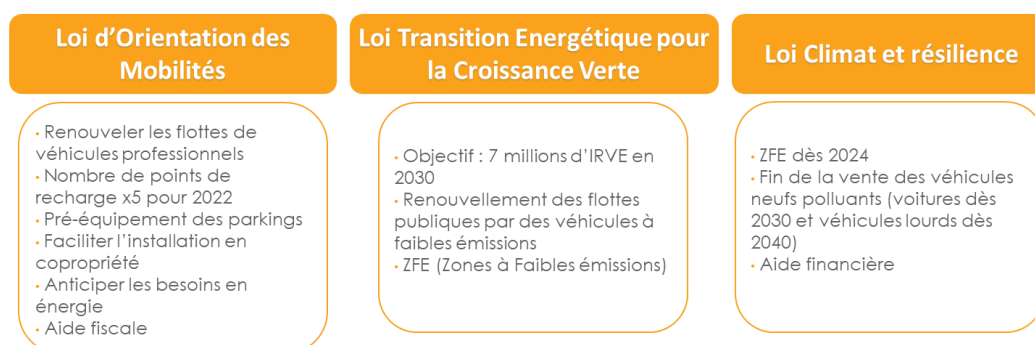 Loi d'Orientation des
Mobilités
• Renouveler les flottes de
véhicules professionnels
• Nombre de points de
recharge x5 pour 2022
• Pré-équipement des parkings
• Faciliter l'installation en
copropriété
• Anticiper les besoins en
énergie
• Aide fiscale
Loi Transition Energétique pour
la Croissance Verte
• Objectif : 7 millions d'IRVE en
2030
• Renouvellement des flottes
publiques par des véhicules à
faibles émissions
• ZFE (Zones à Faibles émissions)
Loi Climat et résilience
• ZFE dès 2024
• Fin de la vente des véhicules
neufs polluants (voitures dès
2030 et véhicules lourds dès
2040)
• Aide financière